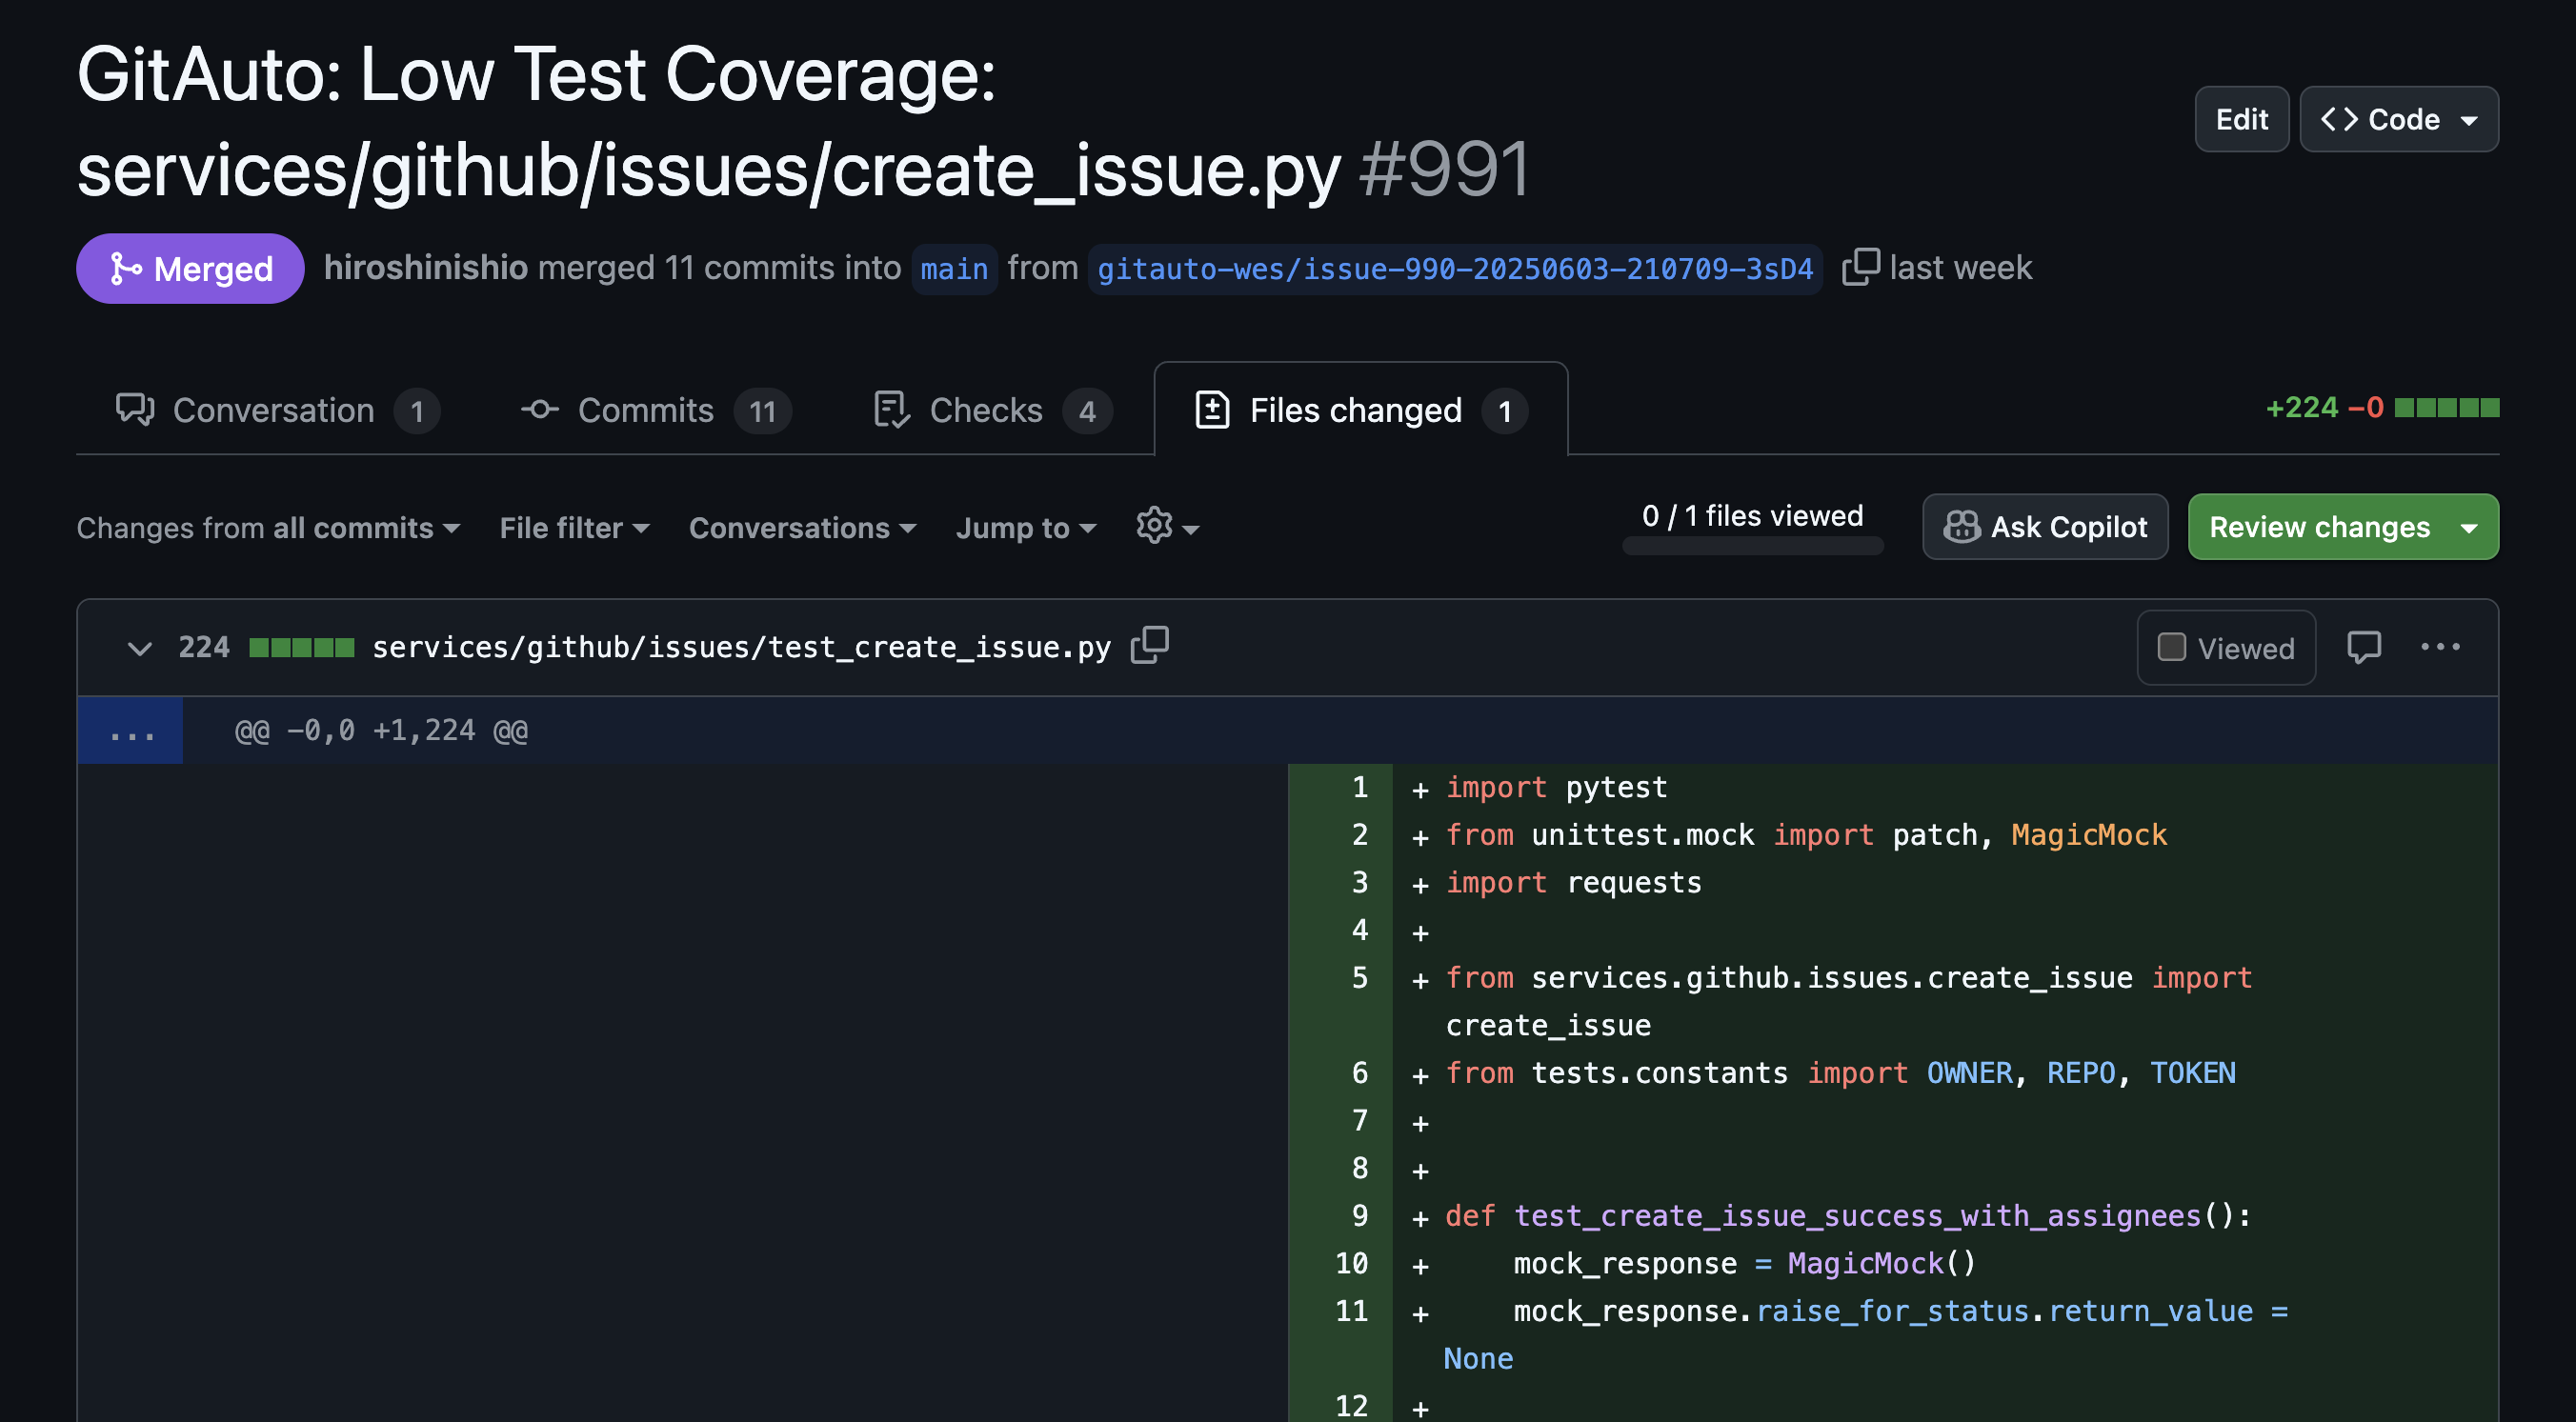 GitAuto: Low Test Coverage:
services/github/issues/create_issue.py #991
Edit
Code
Merged
hiroshinishio merged 11 commits into main from gitauto-wes/issue-990-20250603-210709-3sD4 last week
Conversation 1
Commits 11
Checks 4
Files changed 1
+224 −0
Changes from all commits
File filter
Conversations
Jump to
0 / 1 files viewed
Ask Copilot
Review changes
224 services/github/issues/test_create_issue.py
Viewed
...
@@ −0,0 +1,224 @@
1 + import pytest
2 + from unittest.mock import patch, MagicMock
3 + import requests
4 +
5 + from services.github.issues.create_issue import
create_issue
6 + from tests.constants import OWNER, REPO, TOKEN
7 +
8 +
9 + def test_create_issue_success_with_assignees():
10 +     mock_response = MagicMock()
11 +     mock_response.raise_for_status.return_value =
None
12 +